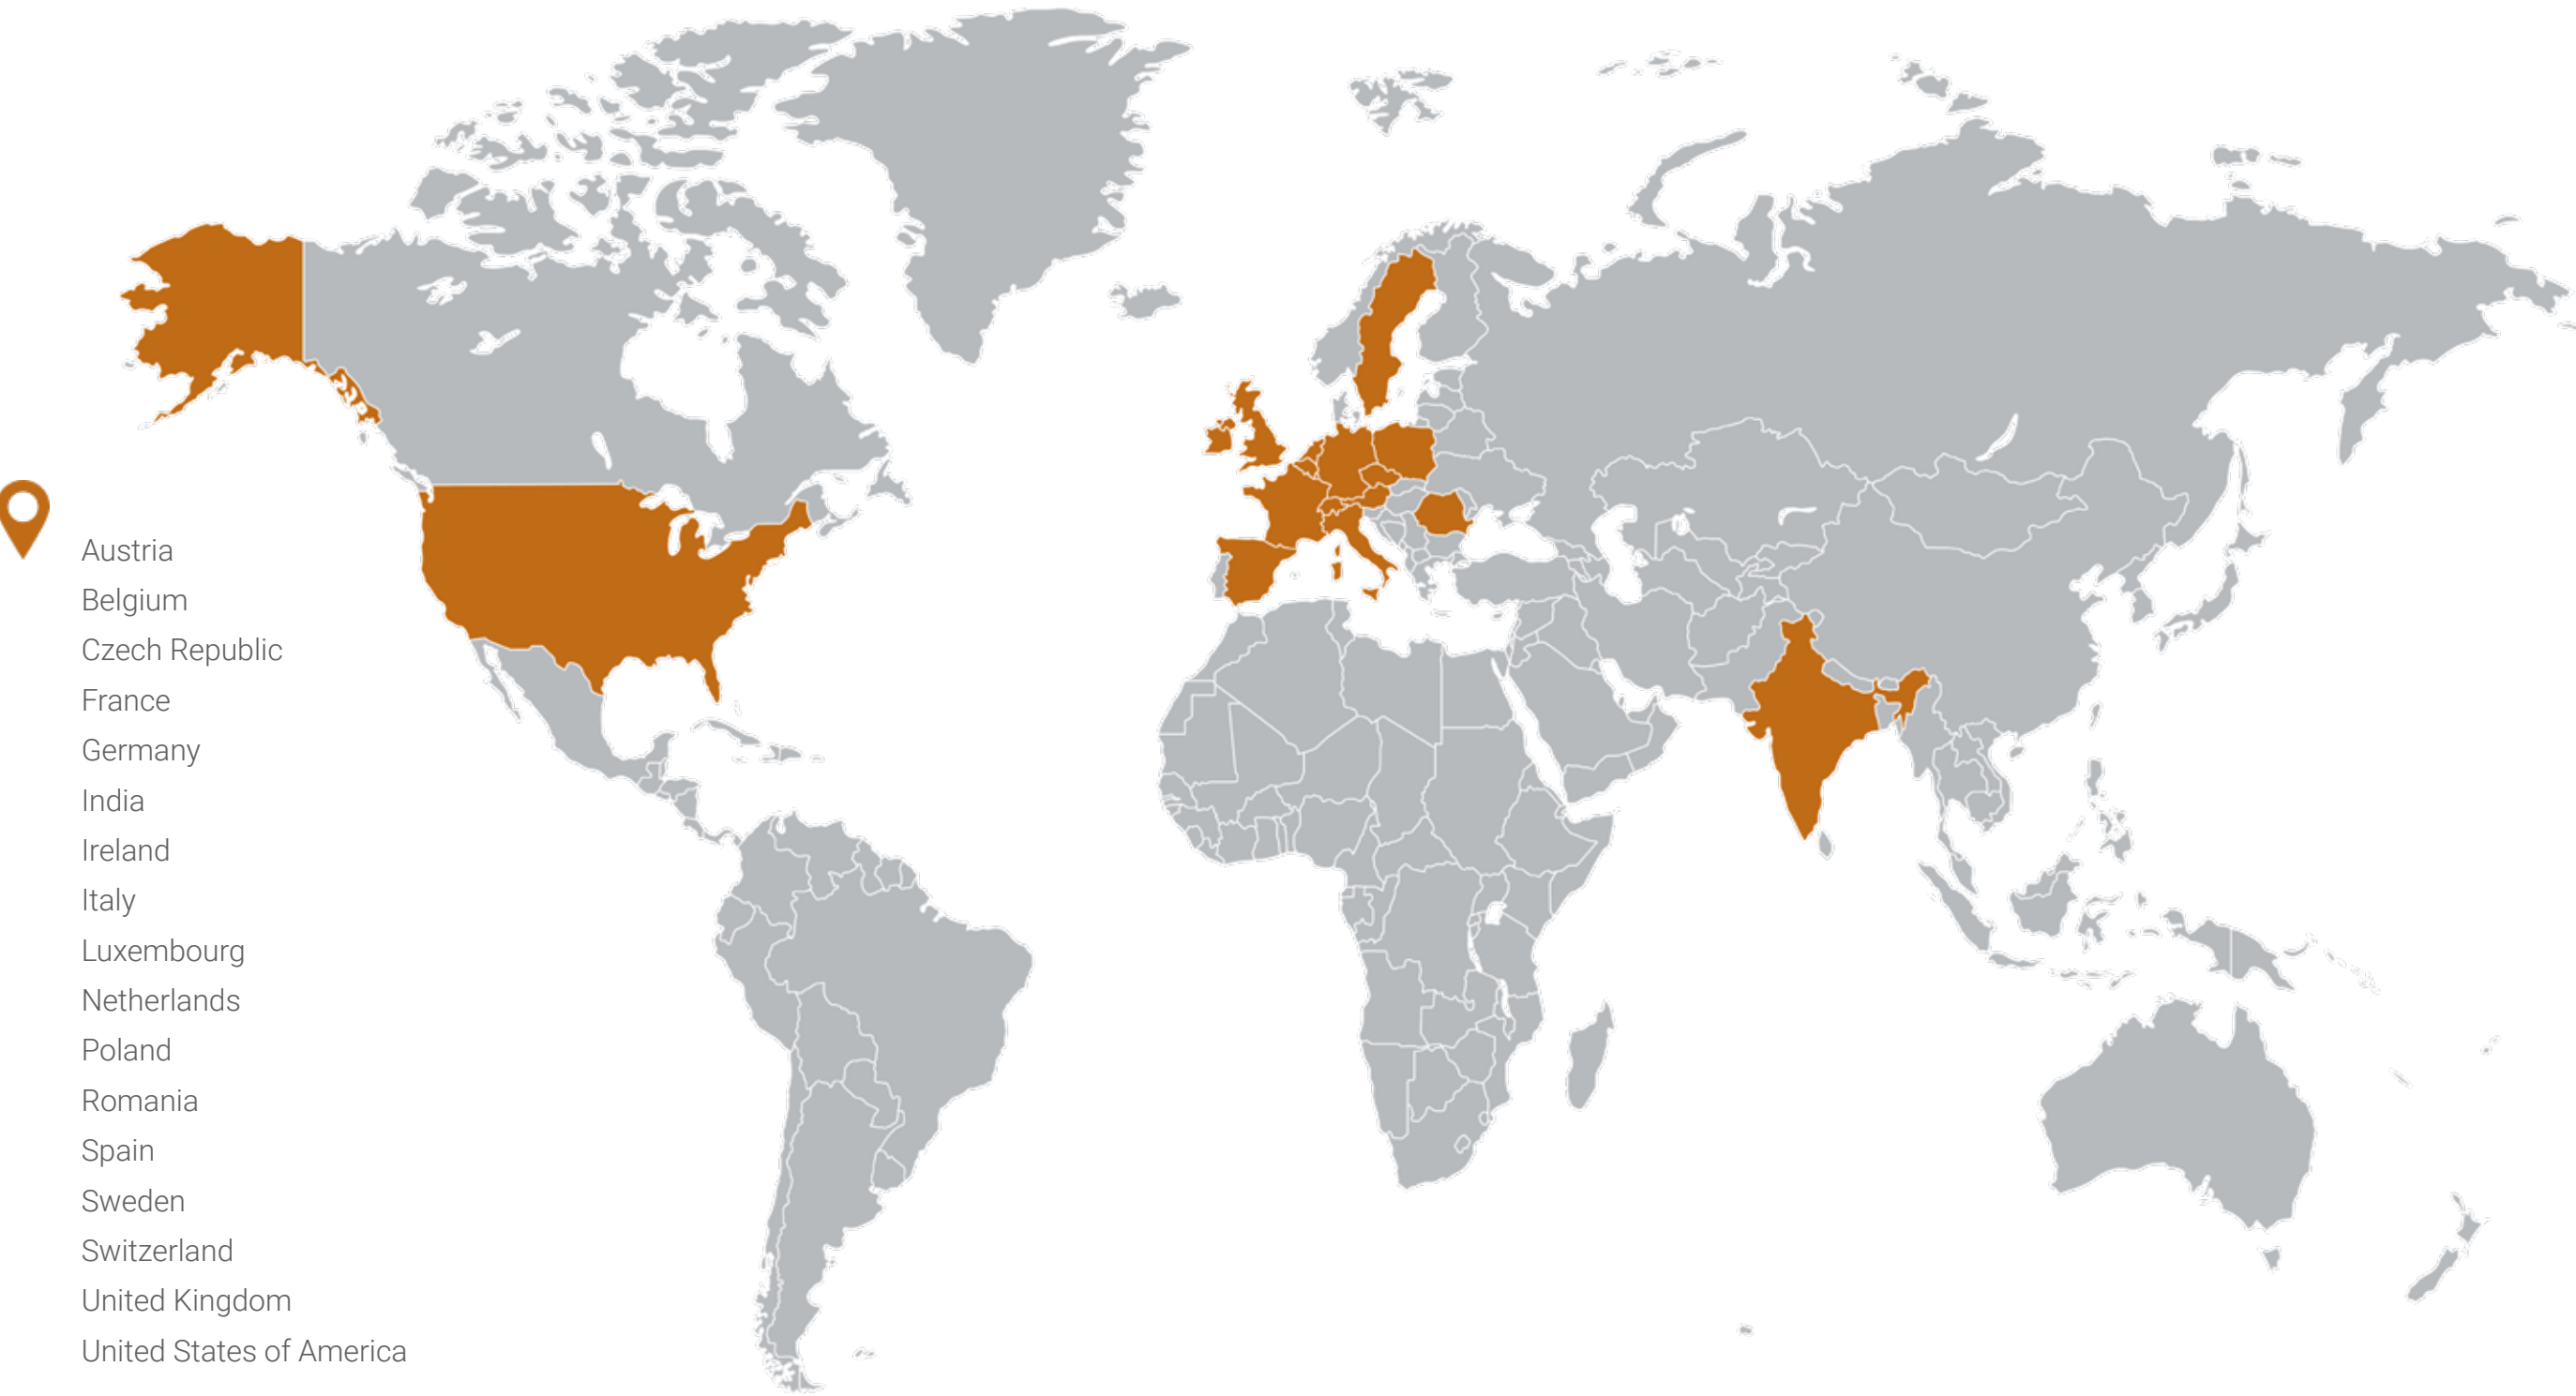 Austria
Belgium
Czech Republic
France
Germany
India
Ireland
Italy
Luxembourg
Netherlands
Poland
Romania
Spain
Sweden
Switzerland
United Kingdom
United States of America